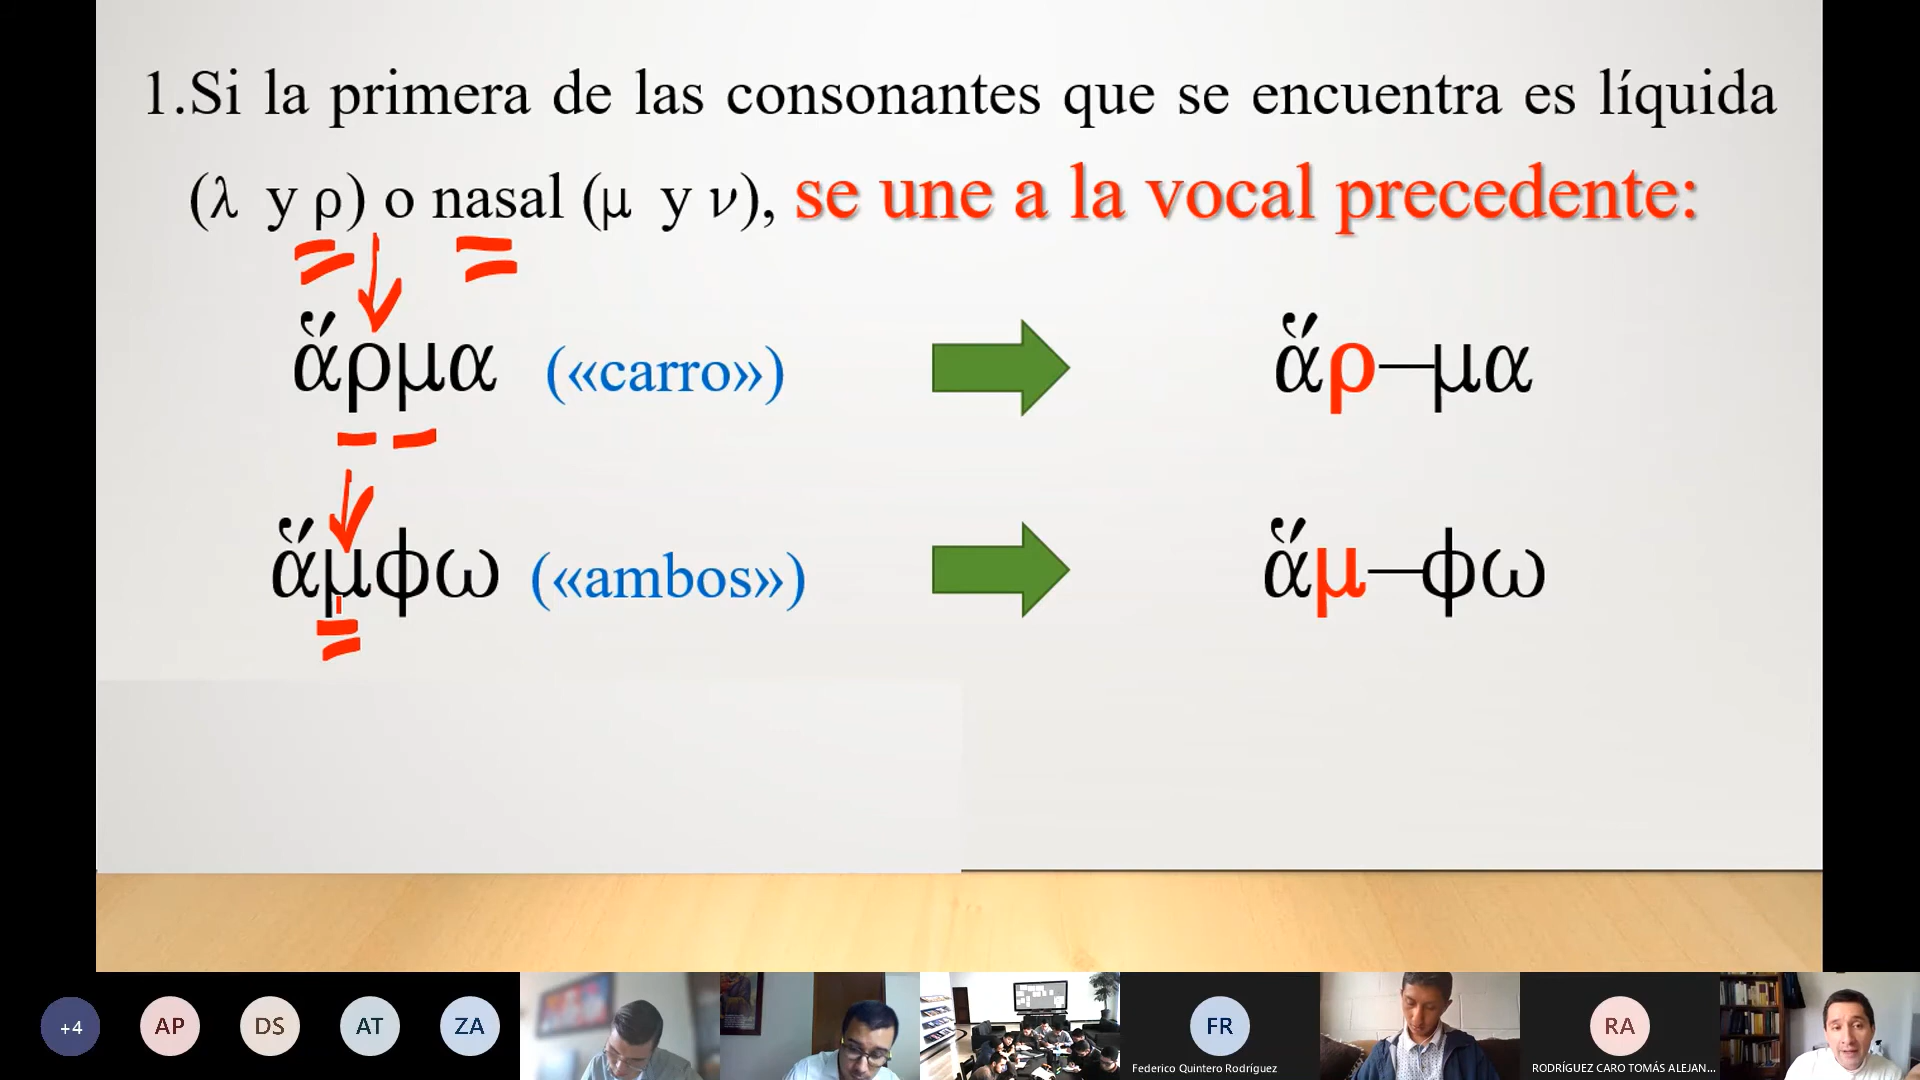 1.Si la primera de las consonantes que se encuentra es líquida
(λ y ρ) o nasal (μ y ν), se une a la vocal precedente:
ἅρμα («carro») ἅρ–μα
ἅμφω («ambos») ἅμ–φω
+4 AP DS AT ZA FR RA
Federico Quintero Rodríguez RODRÍGUEZ CARO TOMÁS ALEJAN...